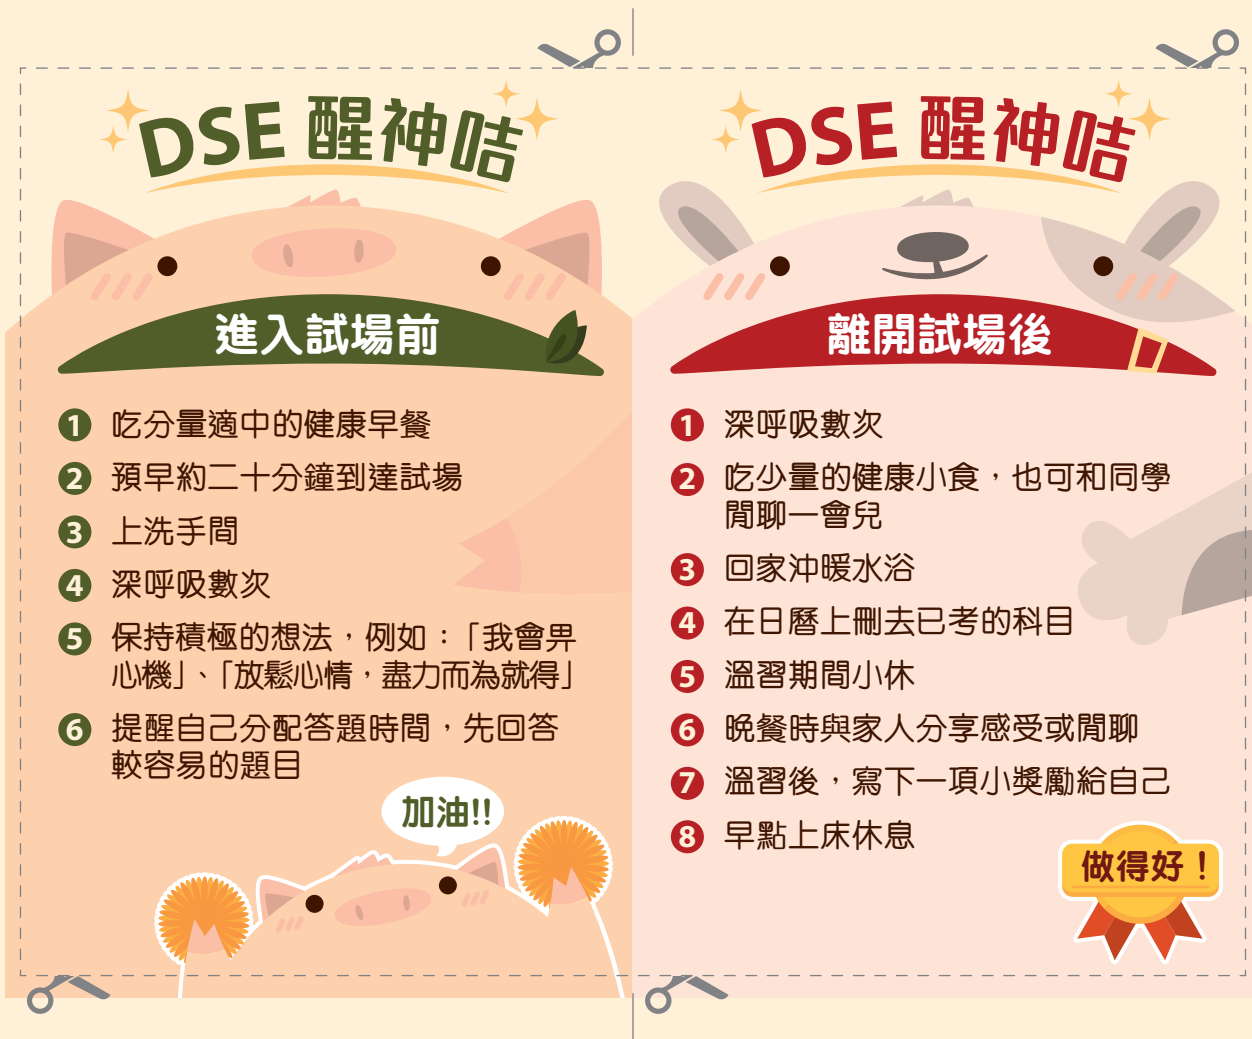 DSE 醒神咭
進入試場前
1 吃分量適中的健康早餐
2 預早約二十分鐘到達試場
3 上洗手間
4 深呼吸數次
5 保持積極的想法，例如：「我會畀
心機」、「放鬆心情，盡力而為就得」
6 提醒自己分配答題時間，先回答
較容易的題目
加油!!
DSE 醒神咭
離開試場後
1 深呼吸數次
2 吃少量的健康小食，也可和同學
閒聊一會兒
3 回家沖暖水浴
4 在日曆上刪去已考的科目
5 溫習期間小休
6 晚餐時與家人分享感受或閒聊
7 溫習後，寫下一項小獎勵給自己
8 早點上床休息
做得好！